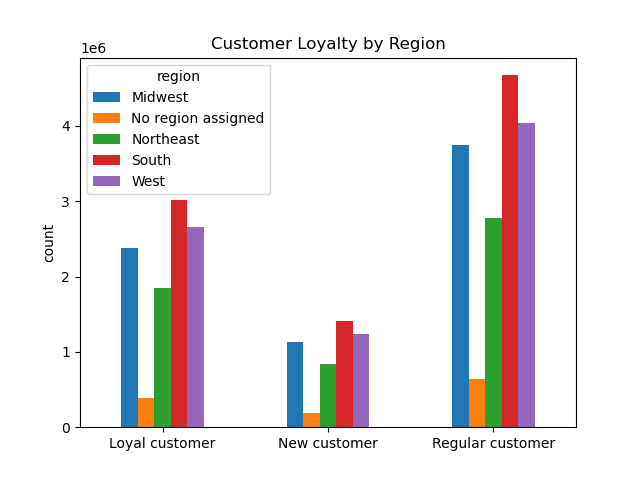 Customer Loyalty by Region
1e6
region
Midwest
No region assigned
Northeast
South
West
count
4
3
2
1
0
Loyal customer
New customer
Regular customer